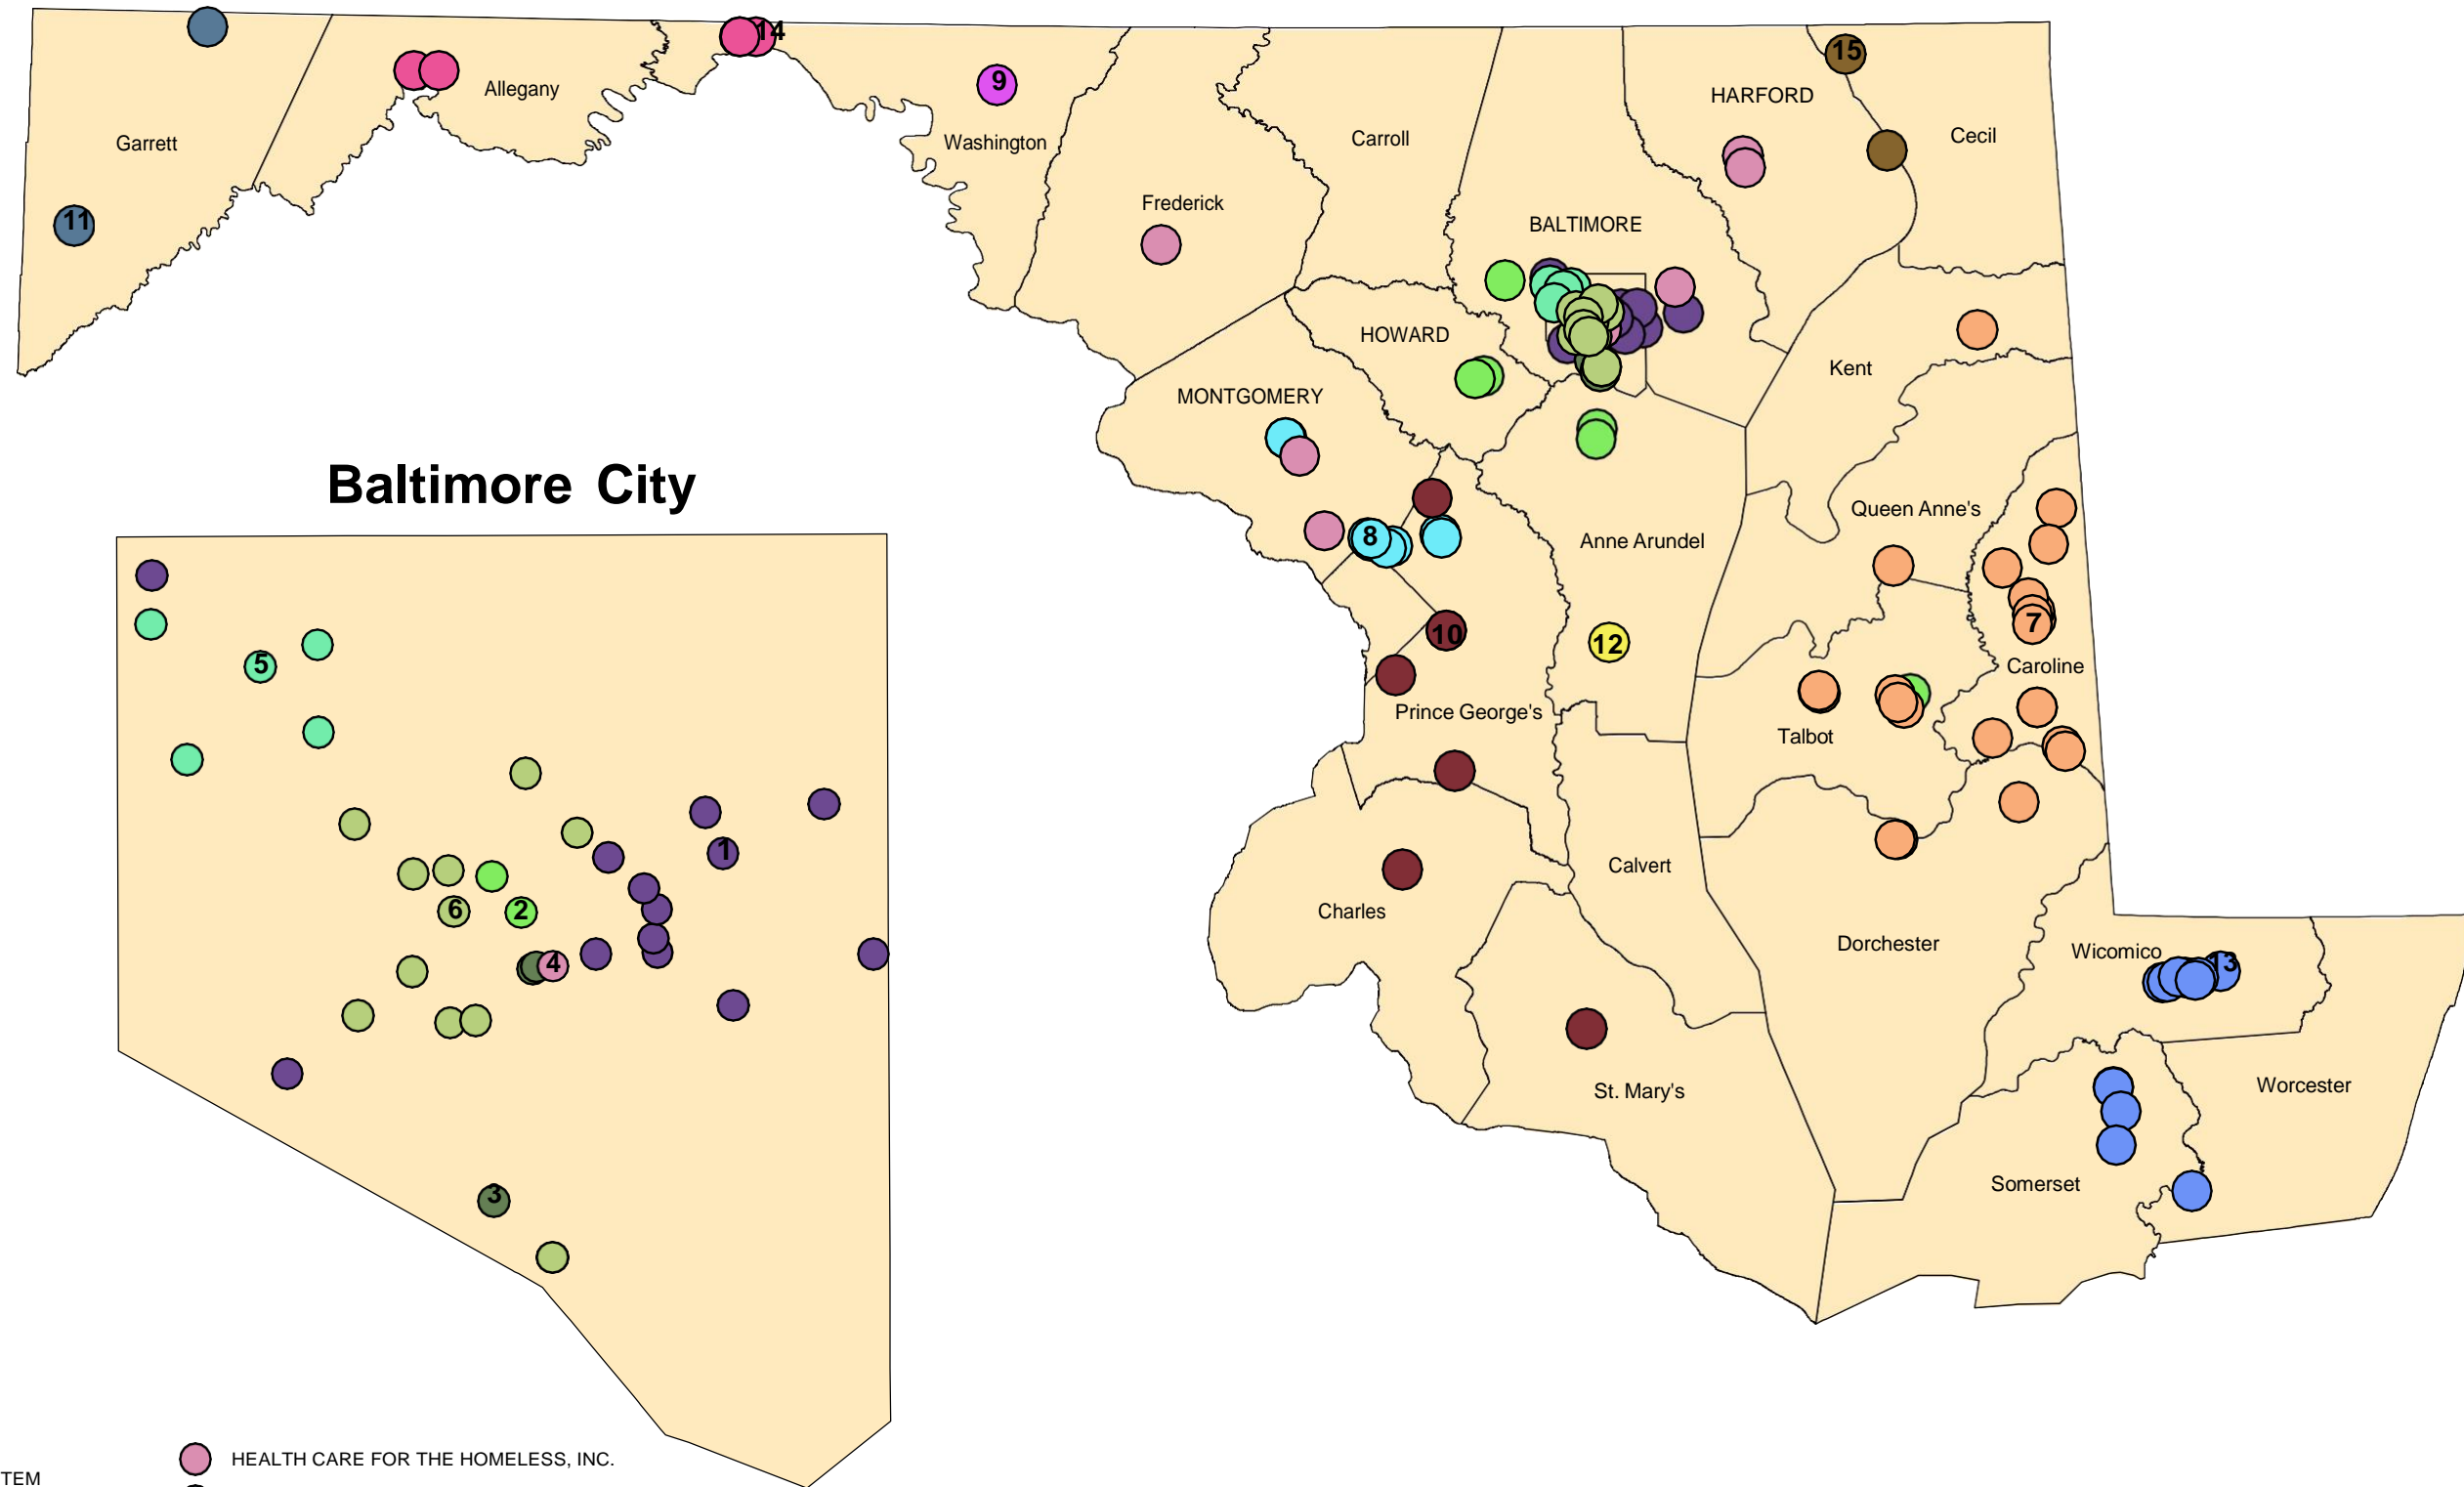 14
15
9
HARFORD
Allegany
Cecil
Carroll
Garrett
Washington
Frederick
11
BALTIMORE
HOWARD
Kent
MONTGOMERY
Baltimore City
Queen Anne's
8
Anne Arundel
7
10
12
Caroline
5
Prince George's
Talbot
1
Calvert
6
2
Charles
Dorchester
Wicomico
13
4
Worcester
St. Mary's
Somerset
3
HEALTH CARE FOR THE HOMELESS, INC.
TEM